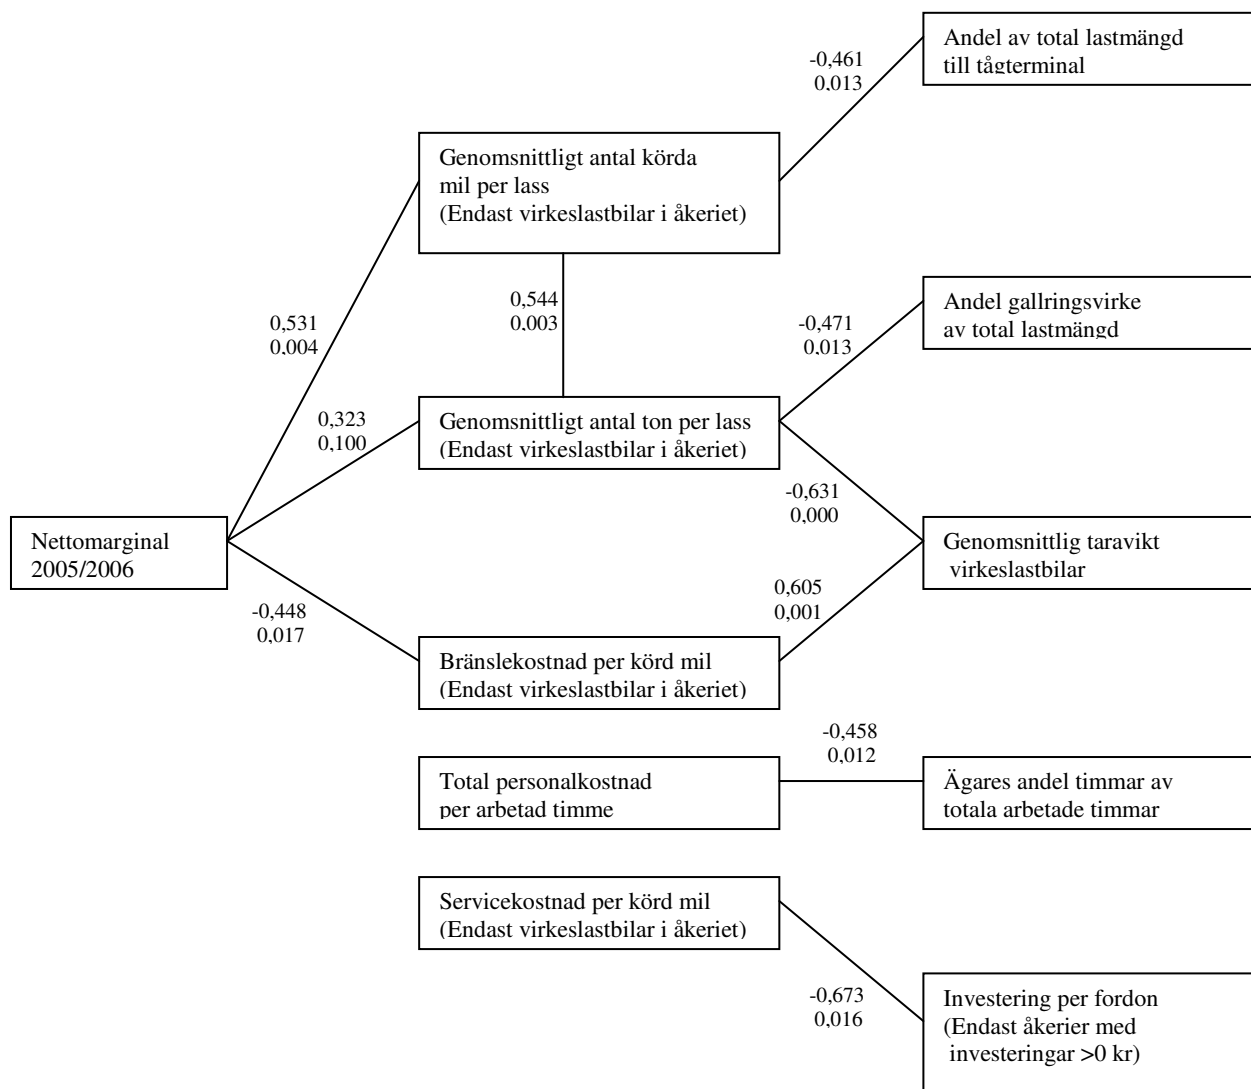 Andel av total lastmängd
till tågterminal
-0,461
0,013
Genomsnittligt antal körda
mil per lass
(Endast virkeslastbilar i åkeriet)
0,544
0,003
Andel gallringsvirke
av total lastmängd
-0,471
0,013
0,531
0,004
Genomsnittligt antal ton per lass
(Endast virkeslastbilar i åkeriet)
0,323
0,100
-0,631
0,000
Nettomarginal
2005/2006
Genomsnittlig taravikt
virkeslastbilar
0,605
0,001
-0,448
0,017
Bränslekostnad per körd mil
(Endast virkeslastbilar i åkeriet)
-0,458
0,012
Total personalkostnad
per arbetad timme
Ägares andel timmar av
totala arbetade timmar
Servicekostnad per körd mil
(Endast virkeslastbilar i åkeriet)
-0,673
0,016
Investering per fordon
(Endast åkerier med
investeringar >0 kr)